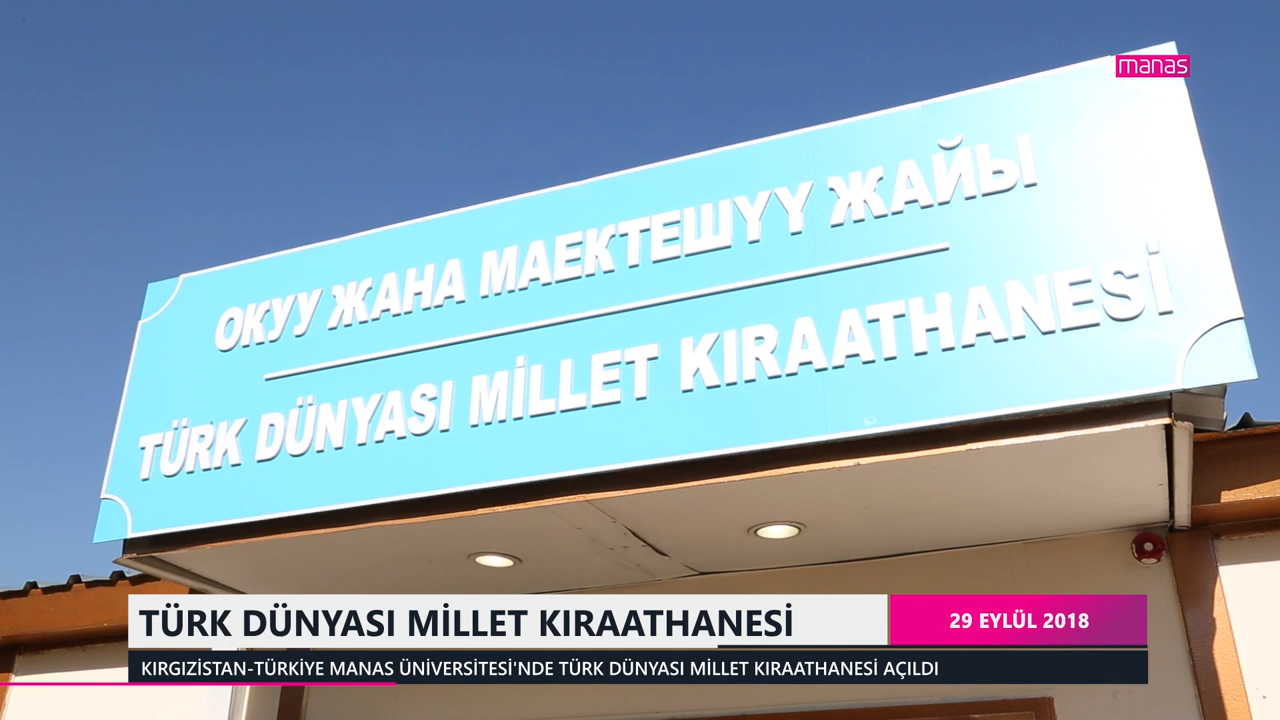 manas
ОКУУ ЖАНА МАЕКТЕШҮҮ ЖАЙЫ
TÜRK DÜNYASI MİLLET KIRAATHANESİ
TÜRK DÜNYASI MİLLET KIRAATHANESİ
29 EYLÜL 2018
KIRGIZİSTAN-TÜRKİYE MANAS ÜNİVERSİTESİ'NDE TÜRK DÜNYASI MİLLET KIRAATHANESİ AÇILDI